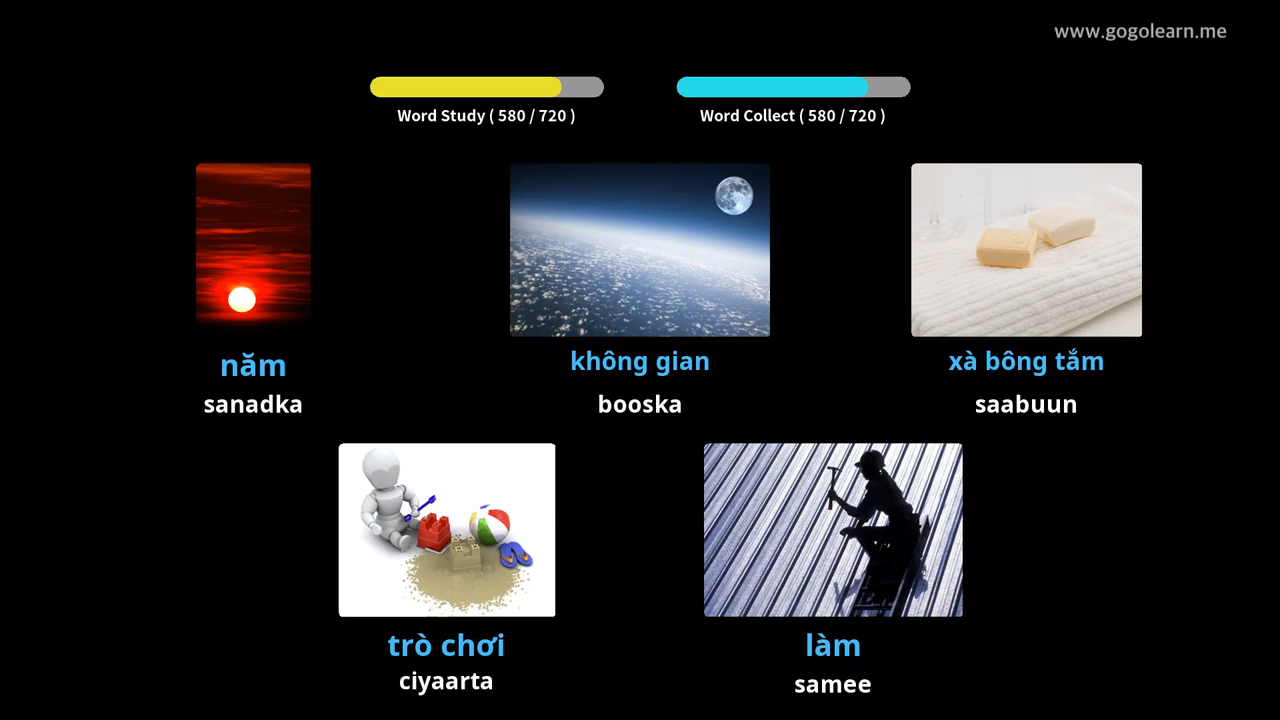 www.gogolearn.me
Word Study ( 580 / 720 )
Word Collect ( 580 / 720 )
năm
sanadka
không gian
booska
xà bông tắm
saabuun
trò chơi
ciyaarta
làm
samee